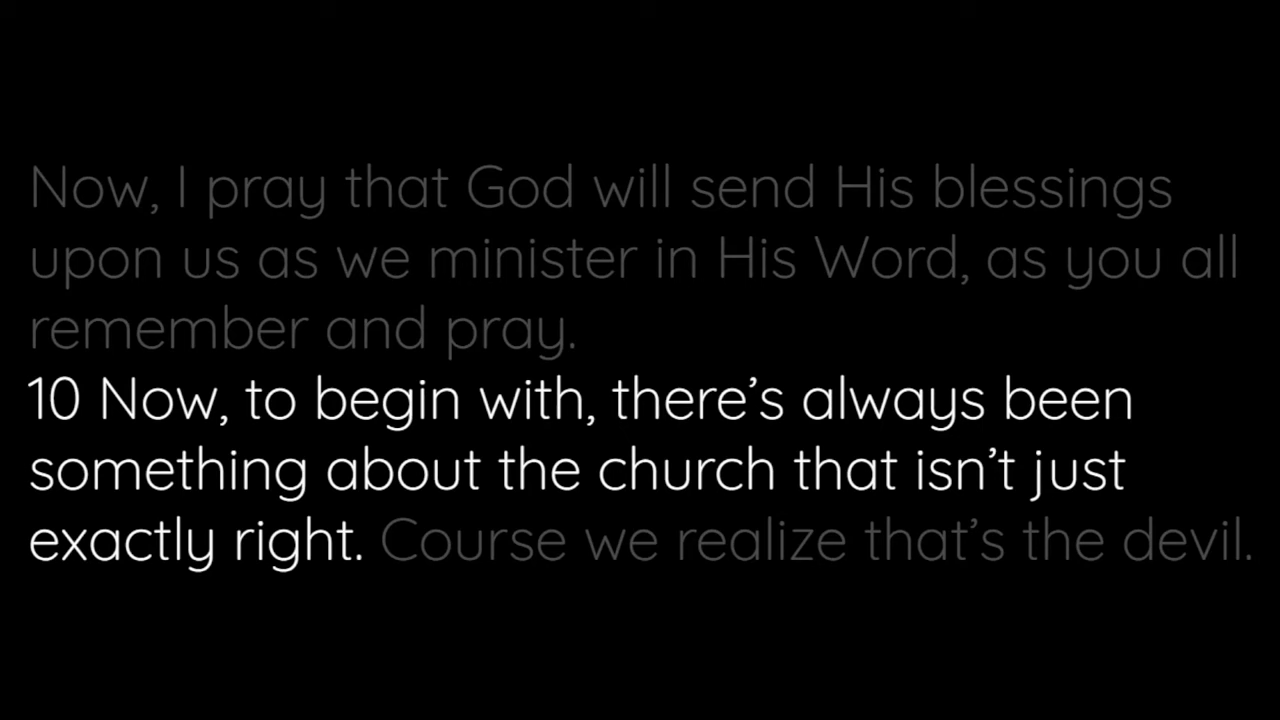 Now, I pray that God will send His blessings
upon us as we minister in His Word, as you all
remember and pray.
10 Now, to begin with, there’s always been
something about the church that isn’t just
exactly right. Course we realize that’s the devil.